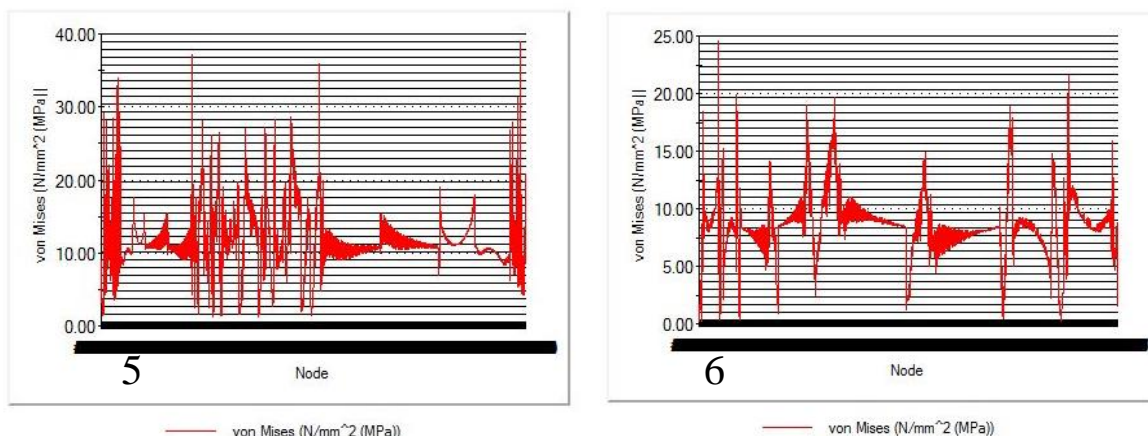 40.00
30.00
20.00
10.00
0.00
von Mises (N/mm^2 (MPa))
5
Node
von Mises (N/mm^2 (MPa))
25.00
20.00
15.00
10.00
5.00
0.00
von Mises (N/mm^2 (MPa))
6
Node
von Mises (N/mm^2 (MPa))